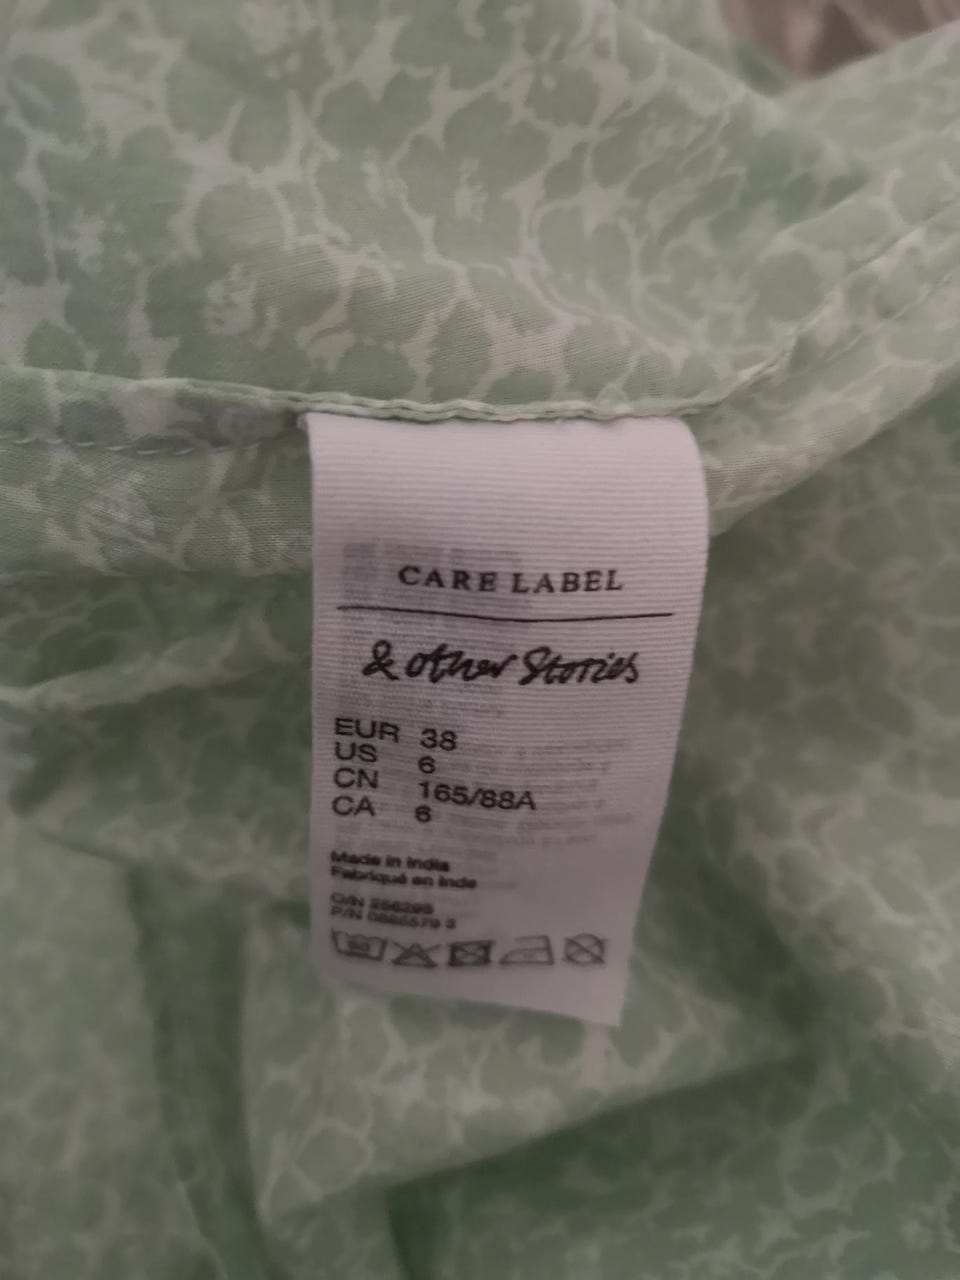 CARE LABEL
& other Stories
EUR 38
US 6
CN 165/88A
CA 6
Made in India
Fabriqué en Inde
O/N
P/N